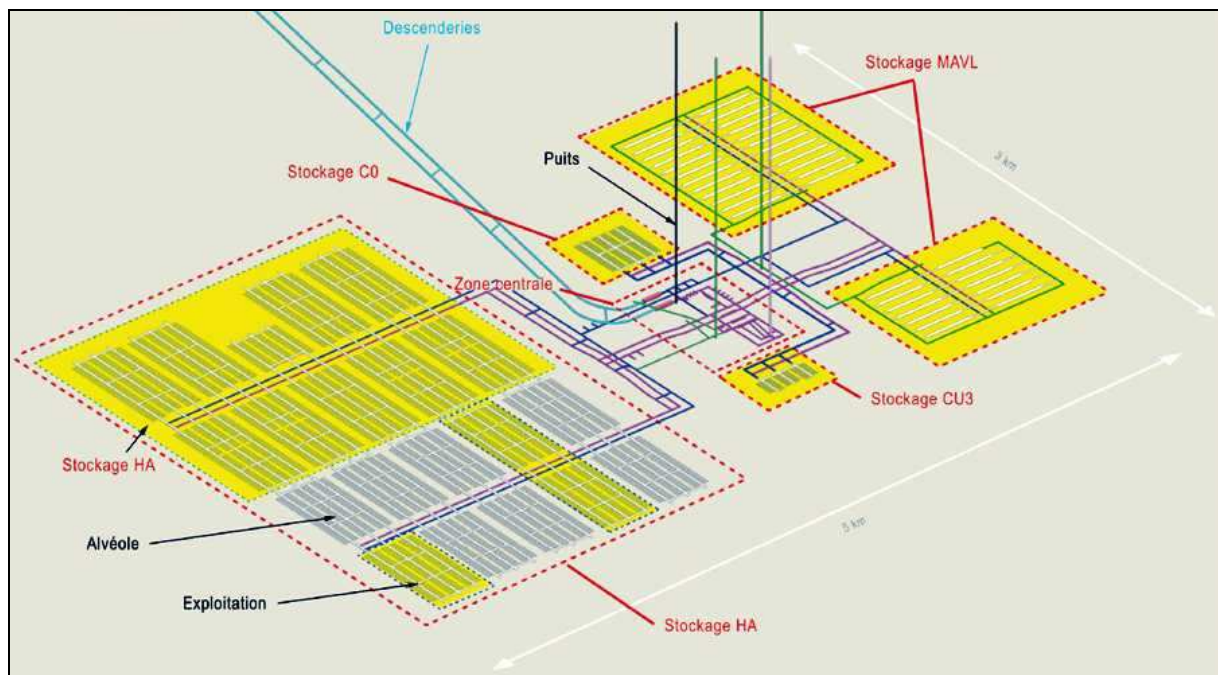 Descenderies
Stockage MAVL
Puits
3 km
Stockage C0
Zone centrale
Stockage CU3
Stockage HA
Alvéole
5 km
Exploitation
Stockage HA